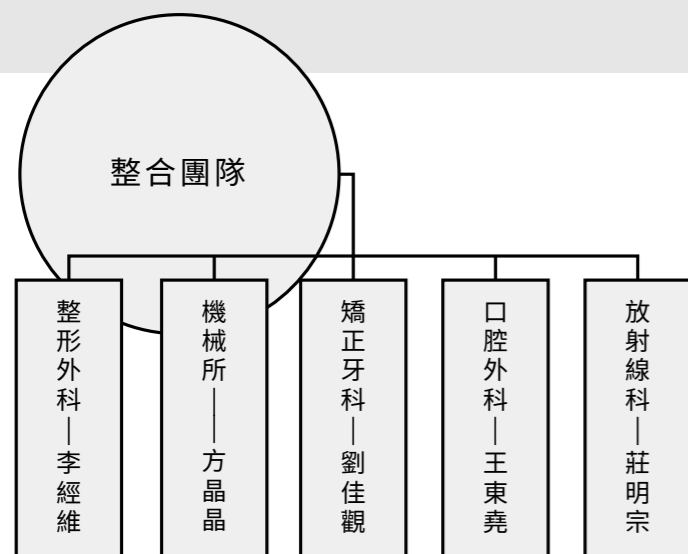 整合團隊
整形外科—李經維
機械所——方晶晶
矯正牙科—劉佳觀
口腔外科—王東堯
放射線科—莊明宗